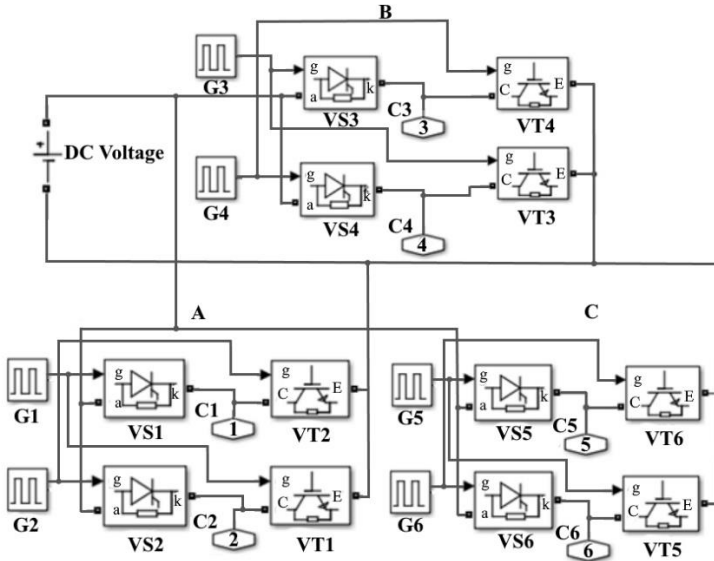 B
G3
g
a
k
VS3
C3
3
g
C
E
VT4
DC Voltage
+
G4
g
a
k
VS4
C4
4
g
C
E
VT3
A
C
G1
g
a
k
VS1
C1
1
g
C
E
VT2
G2
g
a
k
VS2
C2
2
g
C
E
VT1
G5
g
a
k
VS5
C5
5
g
C
E
VT6
G6
g
a
k
VS6
C6
6
g
C
E
VT5